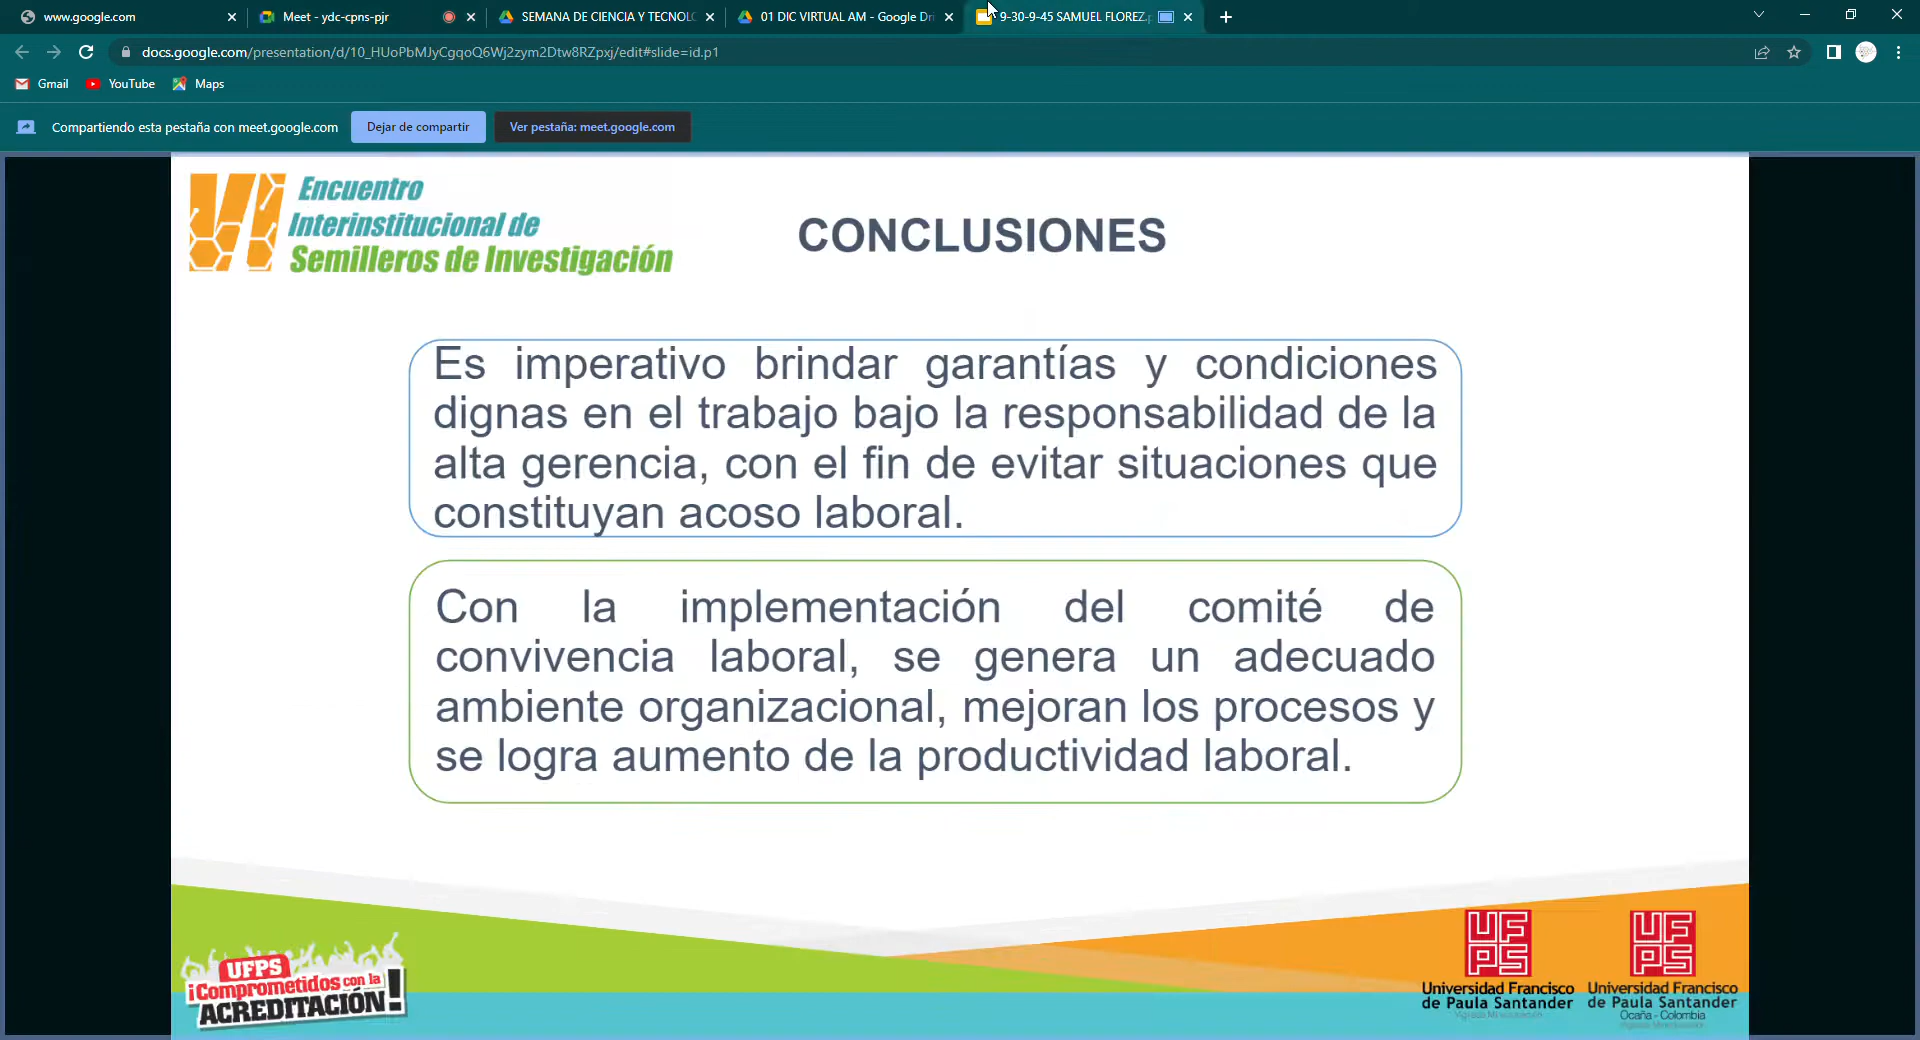 www.google.com
Meet - ydc-cpns-pjr
SEMANA DE CIENCIA Y TECNOLO
01 DIC VIRTUAL AM - Google Dri
9-30-9-45 SAMUEL FLOREZ.p
docs.google.com/presentation/d/10_HUoPbMJyCgqoQ6Wj2zym2Dtw8RZpxj/edit#slide=id.p1
Gmail
YouTube
Maps
Compartiendo esta pestaña con meet.google.com
Dejar de compartir
Ver pestaña: meet.google.com
VI
Encuentro
Interinstitucional de
Semilleros de Investigación
CONCLUSIONES
Es imperativo brindar garantías y condiciones
dignas en el trabajo bajo la responsabilidad de la
alta gerencia, con el fin de evitar situaciones que
constituyan acoso laboral.
Con la implementación del comité de
convivencia laboral, se genera un adecuado
ambiente organizacional, mejoran los procesos y
se logra aumento de la productividad laboral.
UFPS
¡Comprometidos con la
ACREDITACIÓN!
UFPS
Universidad Francisco
de Paula Santander
UFPS
Universidad Francisco
de Paula Santander
Ocaña - Colombia